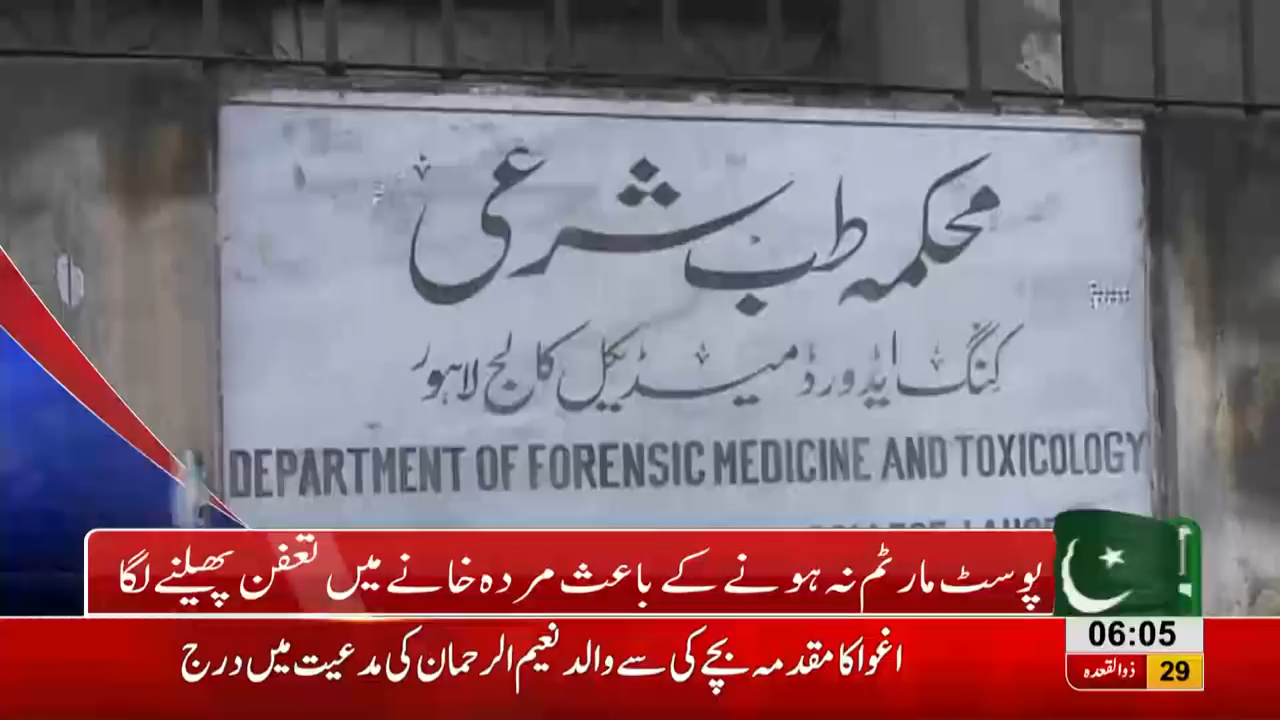 محکمہ طب شرعی
کنگ ایڈورڈ میڈیکل کالج لاہور
DEPARTMENT OF FORENSIC MEDICINE AND TOXICOLOGY
پوسٹ مارٹم نہ ہونے کے باعث مردہ خانے میں تعفن پھیلنے لگا
اغوا کا مقدمہ بچے کی سے والد نعیم الرحمان کی مدعیت میں درج
06:05
29 ذوالقعدہ